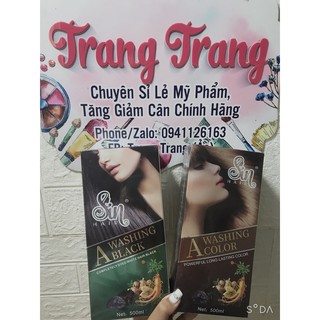 Trang Trang
Chuyên Sỉ Lẻ Mỹ Phẩm,
Tăng Giảm Cân Chính Hãng
Phone/Zalo: 0941126163
Sin
HAIR
A WASHING
BLACK
Net: 500ml
Sin
HAIR
A WASHING
COLOR
POWERFUL LONG-LASTING COLOR
Net: 500ml
SODA